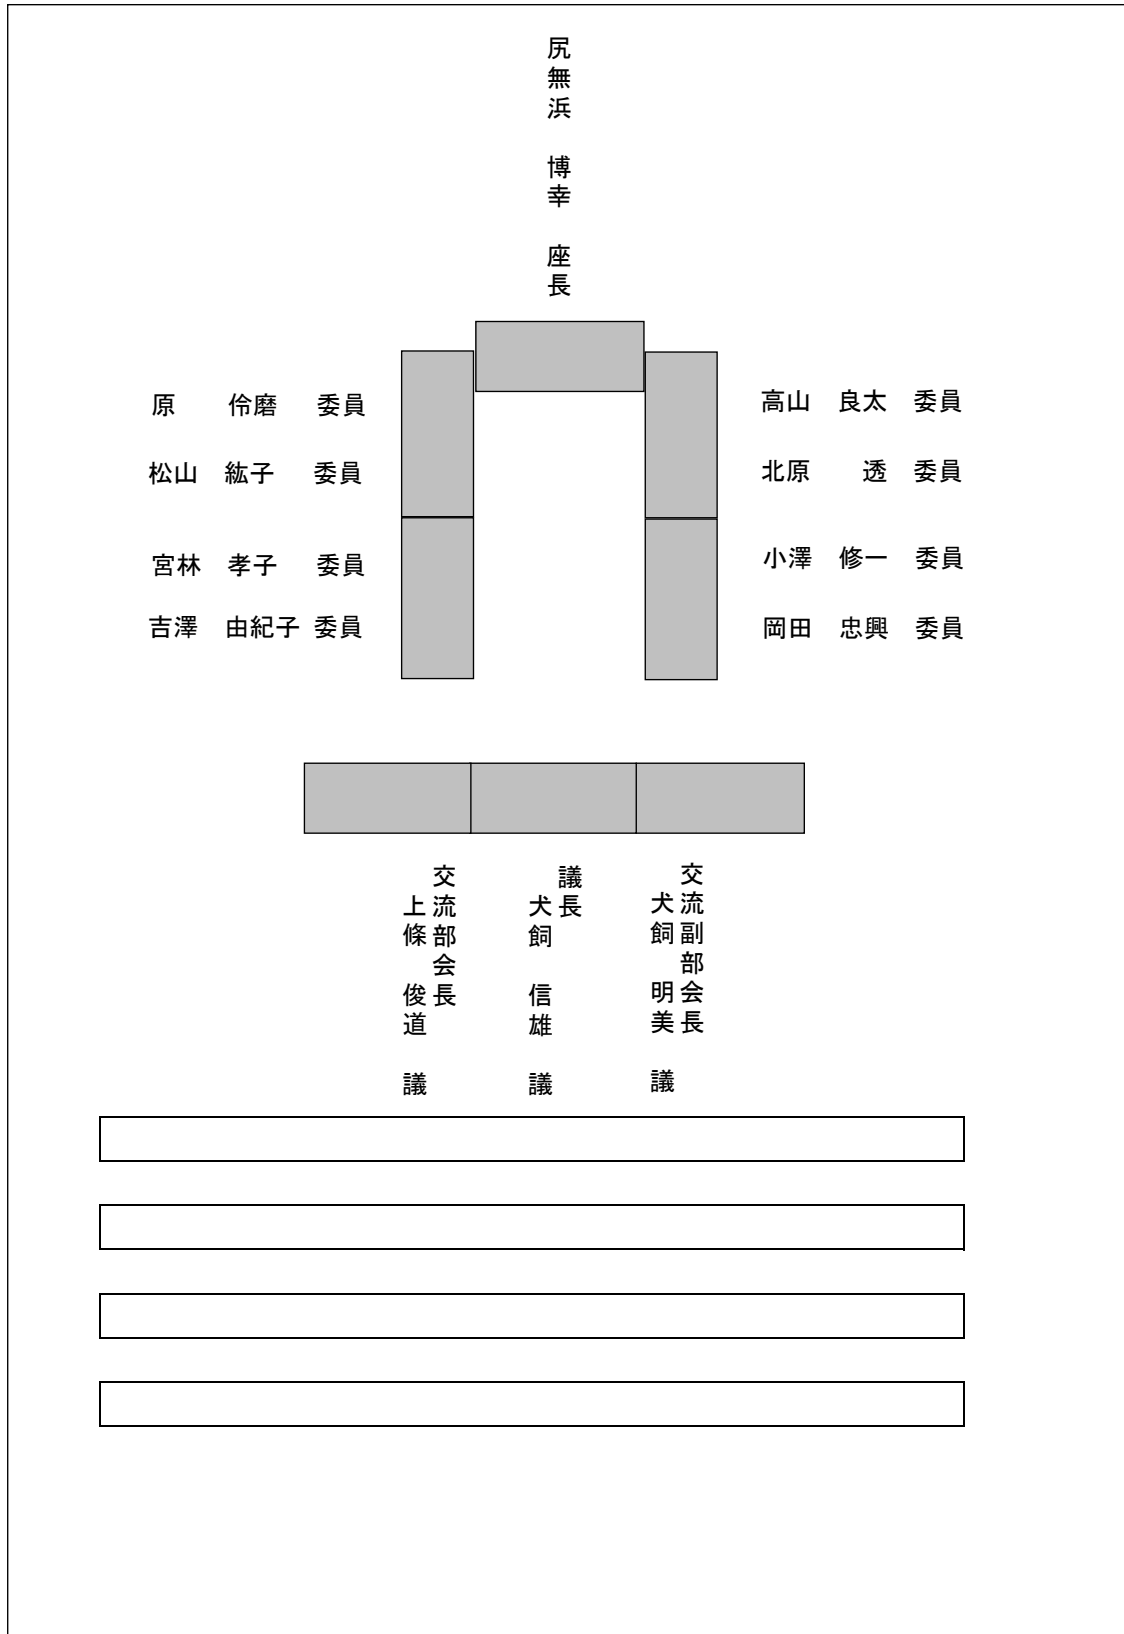 尻無浜 博幸 座長
原 伶磨 委員
松山 紘子 委員
宮林 孝子 委員
吉澤 由紀子 委員
高山 良太 委員
北原 透 委員
小澤 修一 委員
岡田 忠興 委員
交流副部会長
犬飼 明美 議
議長
犬飼 信雄 議
交流部会長
上條 俊道 議